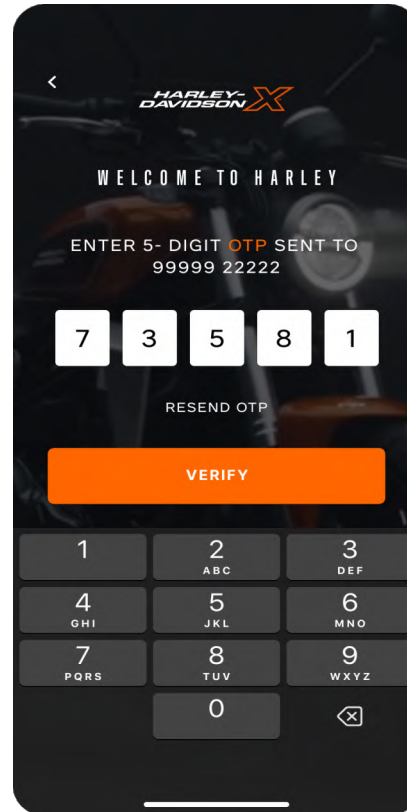 HARLEY-
DAVIDSON X
WELCOME TO HARLEY
ENTER 5- DIGIT OTP SENT TO
99999 22222
7 3 5 8 1
RESEND OTP
VERIFY
1 2 3
ABC DEF
4 5 6
GHI JKL MNO
7 8 9
PQRS TUV WXYZ
0